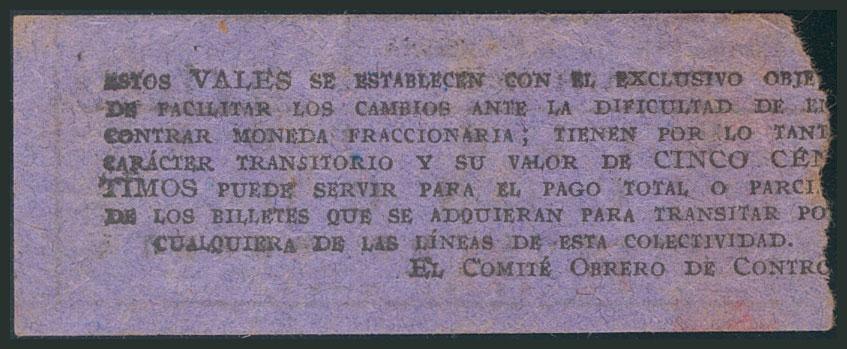 ESTOS VALES SE ESTABLECEN CON EL EXCLUSIVO OBJE
DE FACILITAR LOS CAMBIOS ANTE LA DIFICULTAD DE EN
CONTRAR MONEDA FRACCIONARIA; TIENEN POR LO TANT
CARÁCTER TRANSITORIO Y SU VALOR DE CINCO CÉN
TIMOS PUEDE SERVIR PARA EL PAGO TOTAL O PARCI
DE LOS BILLETES QUE SE ADQUIERAN PARA TRANSITAR PO
CUALQUIERA DE LAS LÍNEAS DE ESTA COLECTIVIDAD.
EL COMITÉ OBRERO DE CONTRO